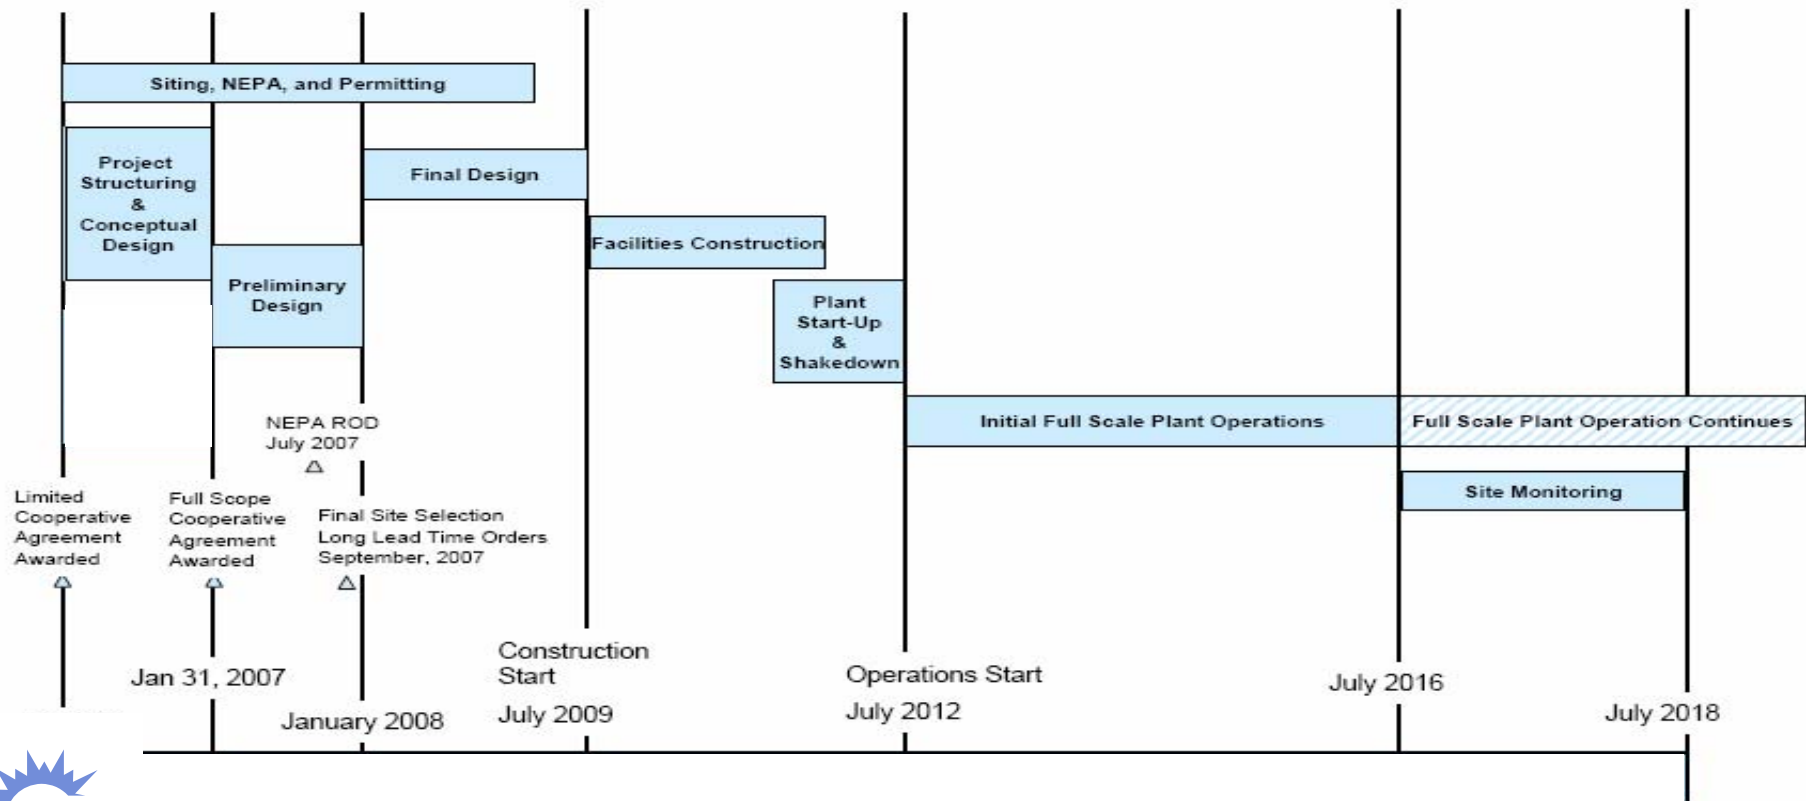 Siting, NEPA, and Permitting
Project
Structuring
&
Conceptual
Design
Final Design
Facilities Construction
Preliminary
Design
Plant
Start-Up
&
Shakedown
Initial Full Scale Plant Operations
Full Scale Plant Operation Continues
Site Monitoring
NEPA ROD
July 2007
Limited
Cooperative
Agreement
Awarded
Full Scope
Cooperative
Agreement
Awarded
Final Site Selection
Long Lead Time Orders
September, 2007
Jan 31, 2007
January 2008
Construction
Start
July 2009
Operations Start
July 2012
July 2016
July 2018